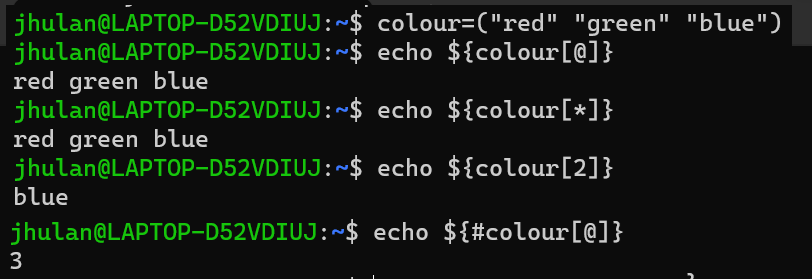 jhulan@LAPTOP-D52VDIUJ:~$ colour=("red" "green" "blue")
jhulan@LAPTOP-D52VDIUJ:~$ echo ${colour[@]}
red green blue
jhulan@LAPTOP-D52VDIUJ:~$ echo ${colour[*]}
red green blue
jhulan@LAPTOP-D52VDIUJ:~$ echo ${colour[2]}
blue
jhulan@LAPTOP-D52VDIUJ:~$ echo ${#colour[@]}
3